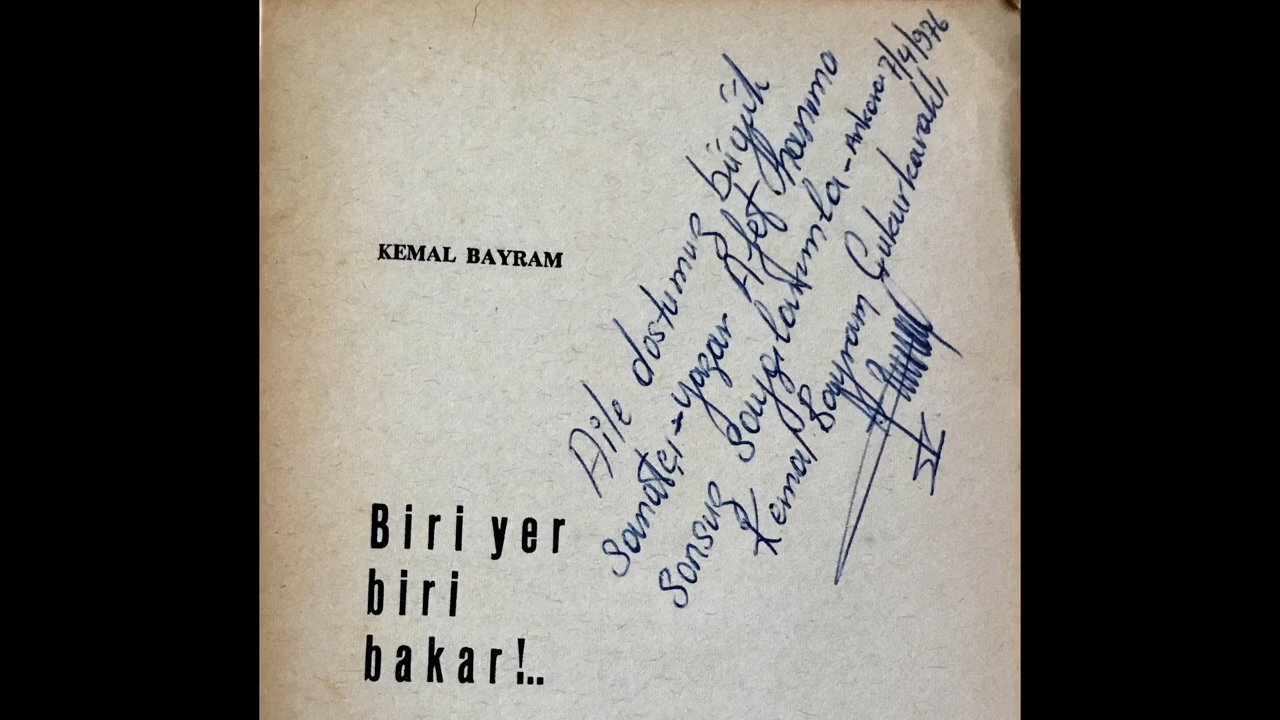 KEMAL BAYRAM
Biri yer
biri
bakar!..
Aile dostumuz büyük
Sanatçı-yazar Afet Hanıma
Sonsuz Saygılarımla - Ankara 7/4/1976
Kemal Bayram Çukurkavaklı